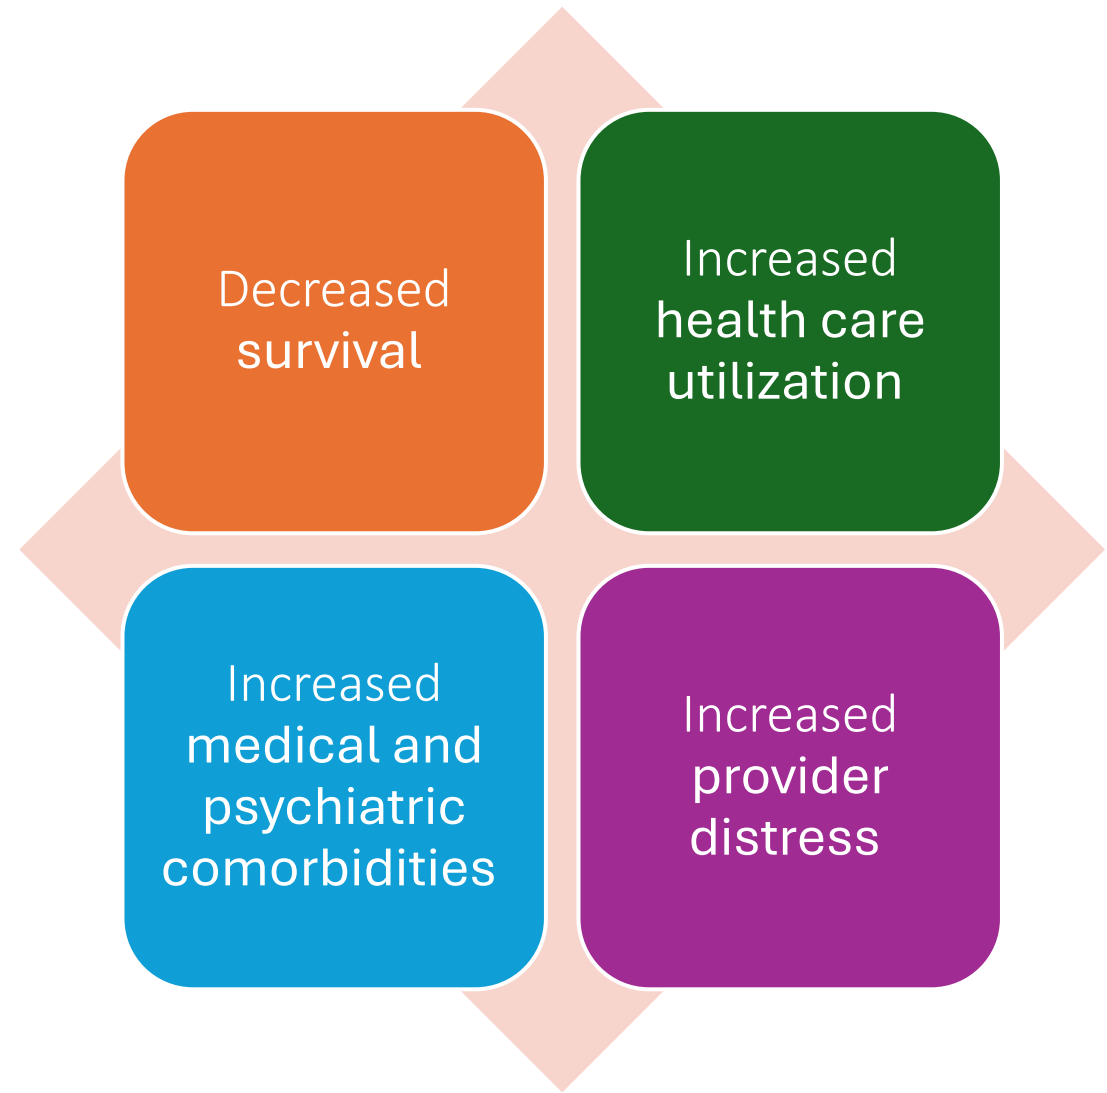 Decreased
survival
Increased
health care
utilization
Increased
medical and
psychiatric
comorbidities
Increased
provider
distress